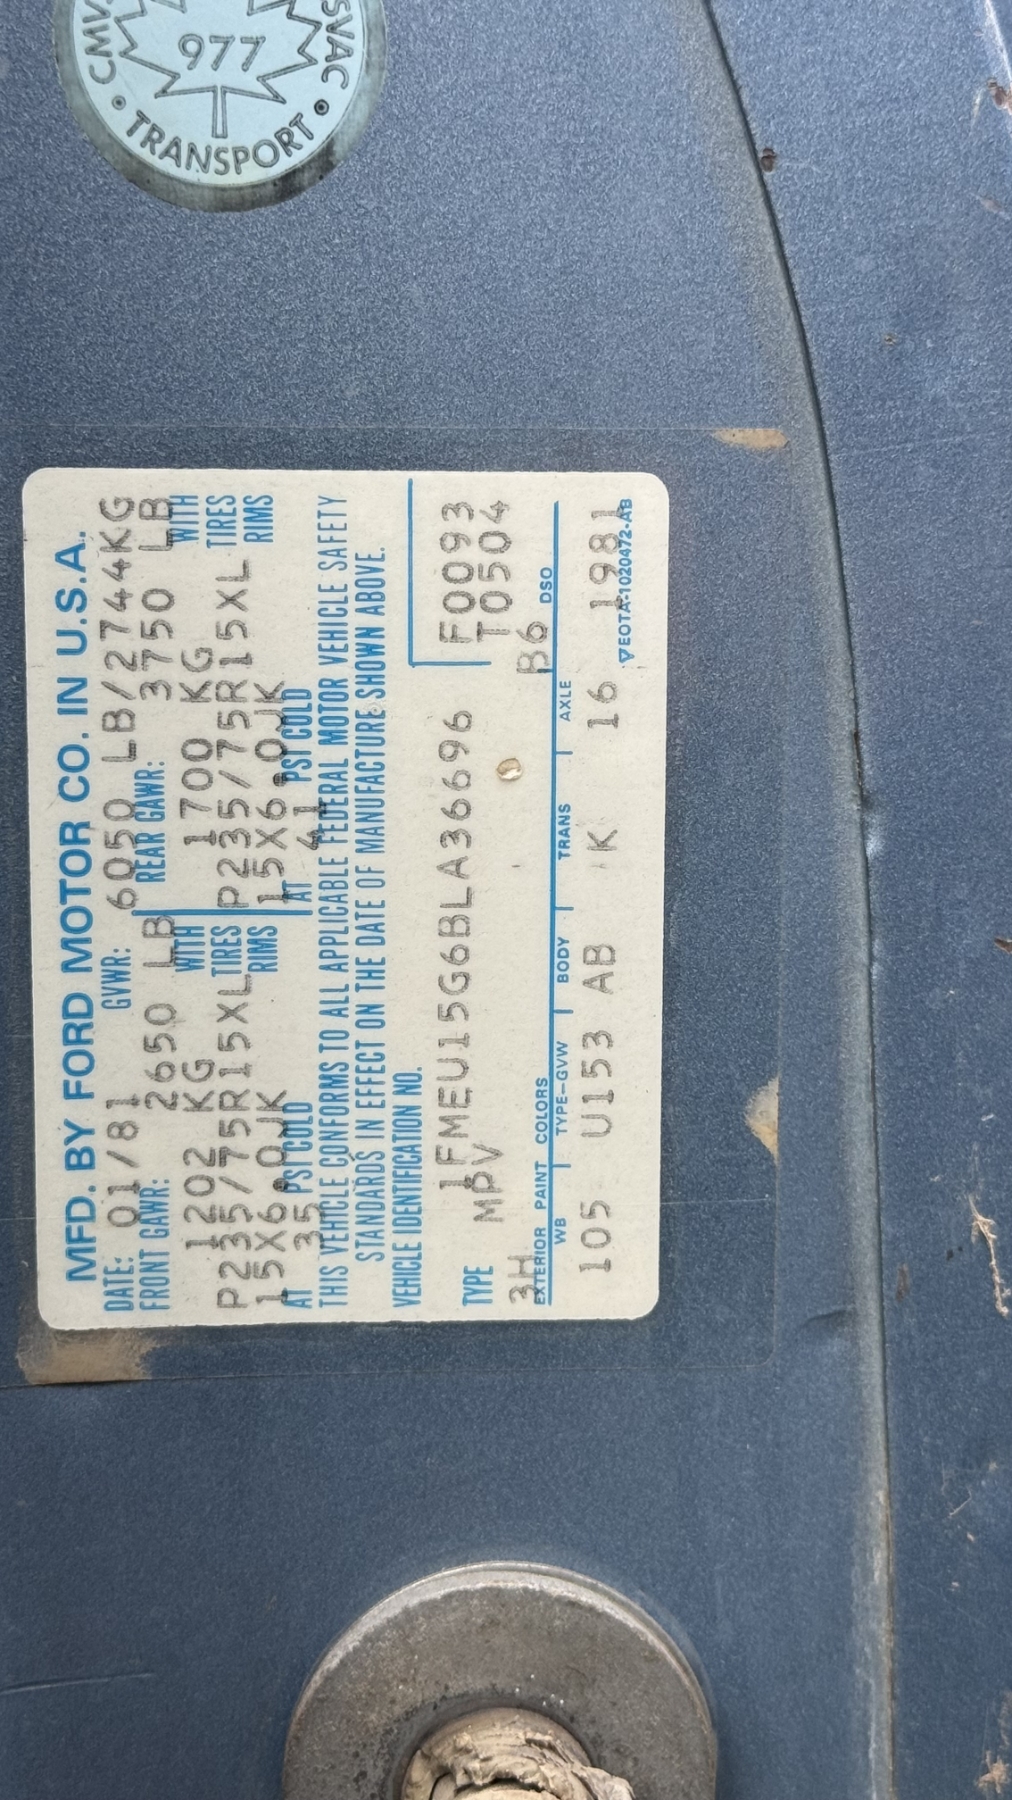 CMV SVAC
977
TRANSPORT
MFD. BY FORD MOTOR CO. IN U.S.A.
DATE: 01/81 GVWR: 6050 LB/2744KG
FRONT GAWR: 2650 LB REAR GAWR: 3750 LB
1202 KG WITH 1700 KG WITH
P235/75R15XL TIRES P235/75R15XL TIRES
15X6.0JK RIMS 15X6.0JK RIMS
AT 35 PSI COLD AT 41 PSI COLD
THIS VEHICLE CONFORMS TO ALL APPLICABLE FEDERAL MOTOR VEHICLE SAFETY
STANDARDS IN EFFECT ON THE DATE OF MANUFACTURE SHOWN ABOVE.
VEHICLE IDENTIFICATION NO.
1FMEU15G6BLA36696 F0093
TYPE MPV T0504
3H B6
EXTERIOR PAINT COLORS DSO
WB TYPE-GVW BODY TRANS AXLE
105 U153 AB K 16 1981
EOTA-1020472-AB